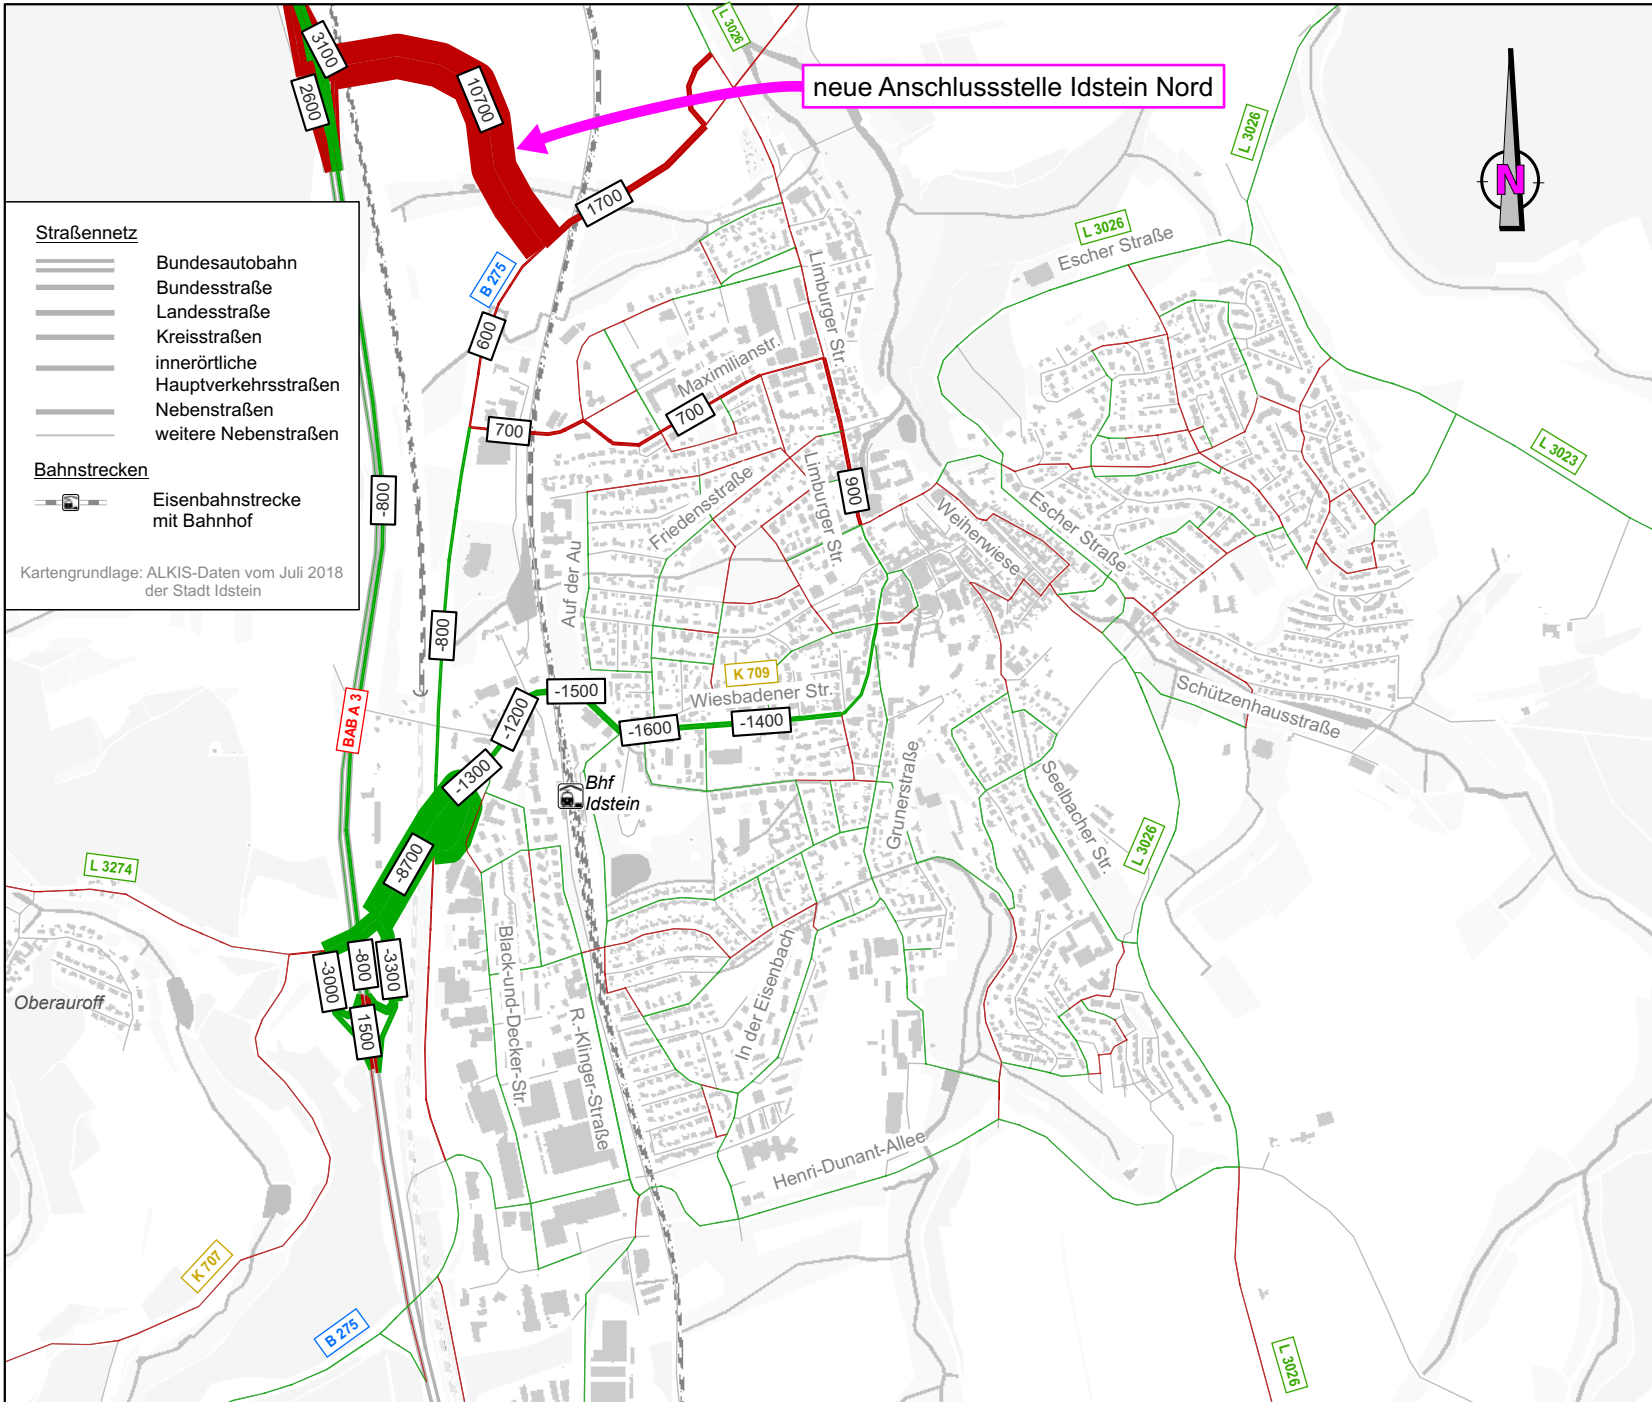 L 3026
3100
2600
10700
neue Anschlussstelle Idstein Nord
L 3026
N
1700
L 3026
Escher Straße
Straßennetz
Bundesautobahn
Bundesstraße
Landesstraße
Kreisstraßen
innerörtliche
Hauptverkehrsstraßen
Nebenstraßen
weitere Nebenstraßen
Bahnstrecken
Eisenbahnstrecke
mit Bahnhof
Kartengrundlage: ALKIS-Daten vom Juli 2018
der Stadt Idstein
B 275
600
Limburger Str.
Maximilianstr.
700
700
L 3023
-800
Friedensstraße
Limburger Str.
900
Weiherwiese
Escher Straße
Auf der Au
-800
K 709
Wiesbadener Str.
-1500
-1200
-1600
-1400
Schützenhausstraße
BAB A 3
-1300
Bhf
Idstein
Grunerstraße
Seelbacher Str.
L 3026
-8700
L 3274
-3000
-800
-3300
1500
Oberauroff
Black-und-Decker-Str.
R.-Klinger-Straße
In der Eisenbach
Henri-Dunant-Allee
K 707
B 275
L 3026